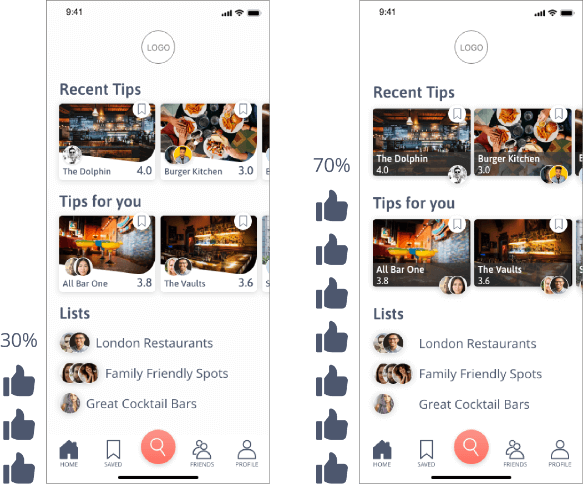 9:41
LOGO
Recent Tips
The Dolphin 4.0
Burger Kitchen 3.0
Tips for you
All Bar One 3.8
The Vaults 3.6
30%
Lists
London Restaurants
Family Friendly Spots
Great Cocktail Bars
HOME SAVED FRIENDS PROFILE
9:41
LOGO
Recent Tips
The Dolphin
4.0
Burger Kitchen
3.0
70%
Tips for you
All Bar One
3.8
The Vaults
3.6
Lists
London Restaurants
Family Friendly Spots
Great Cocktail Bars
HOME SAVED FRIENDS PROFILE